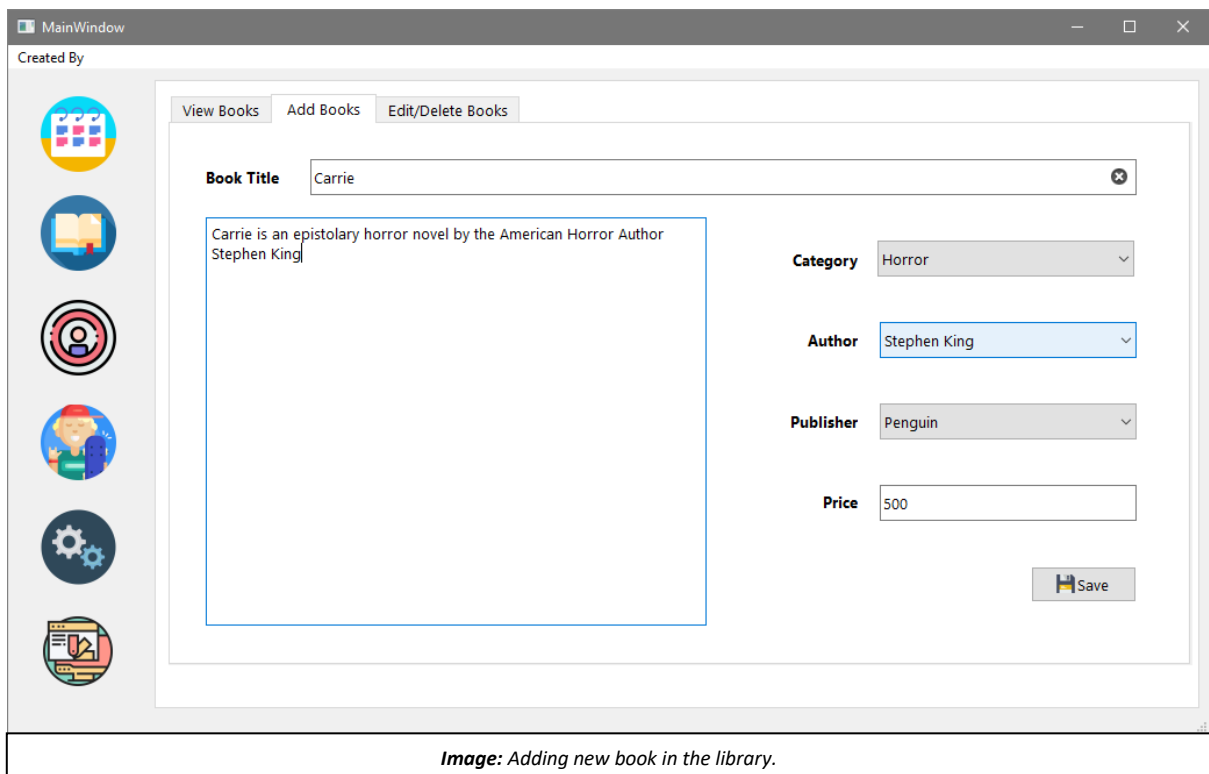 MainWindow
Created By
View Books Add Books Edit/Delete Books
Book Title Carrie
Carrie is an epistolary horror novel by the American Horror Author
Stephen King
Category Horror
Author Stephen King
Publisher Penguin
Price 500
Save
Image: Adding new book in the library.